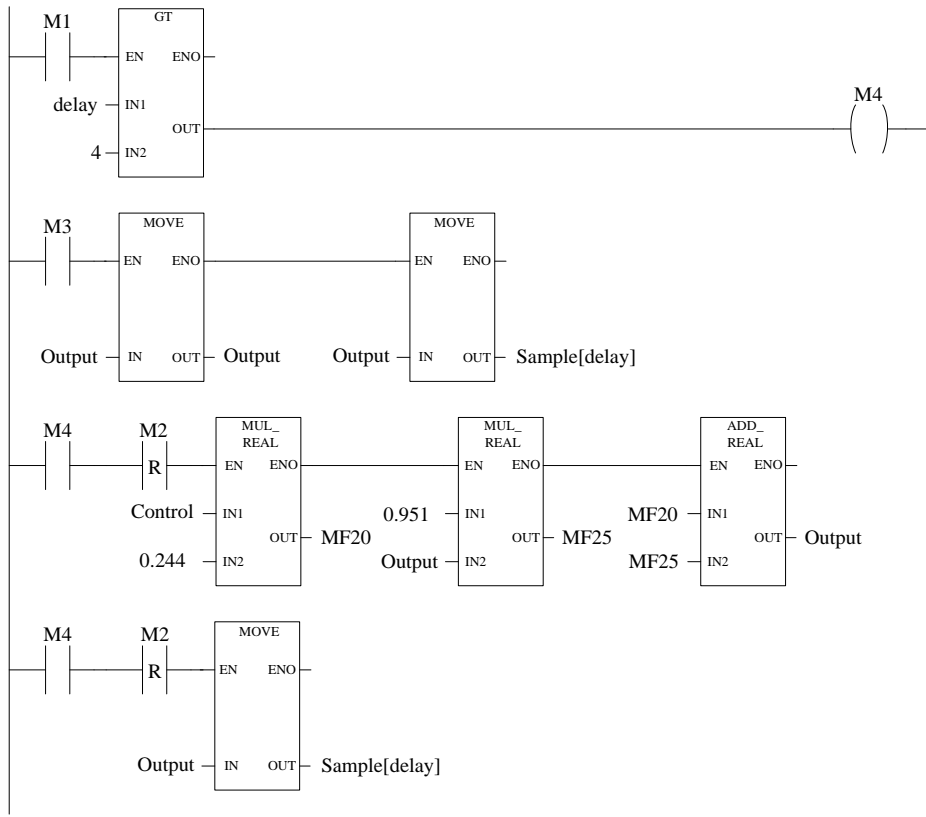 M1
GT
EN ENO
delay IN1
OUT
4 IN2
M4
M3
MOVE
EN ENO
Output IN OUT Output
MOVE
EN ENO
Output IN OUT Sample[delay]
M4
M2
R
MUL_
REAL
EN ENO
Control IN1
OUT MF20
0.244 IN2
MUL_
REAL
EN ENO
0.951 IN1
OUT MF25
Output IN2
ADD_
REAL
EN ENO
MF20 IN1
OUT Output
MF25 IN2
M4
M2
R
MOVE
EN ENO
Output IN OUT Sample[delay]